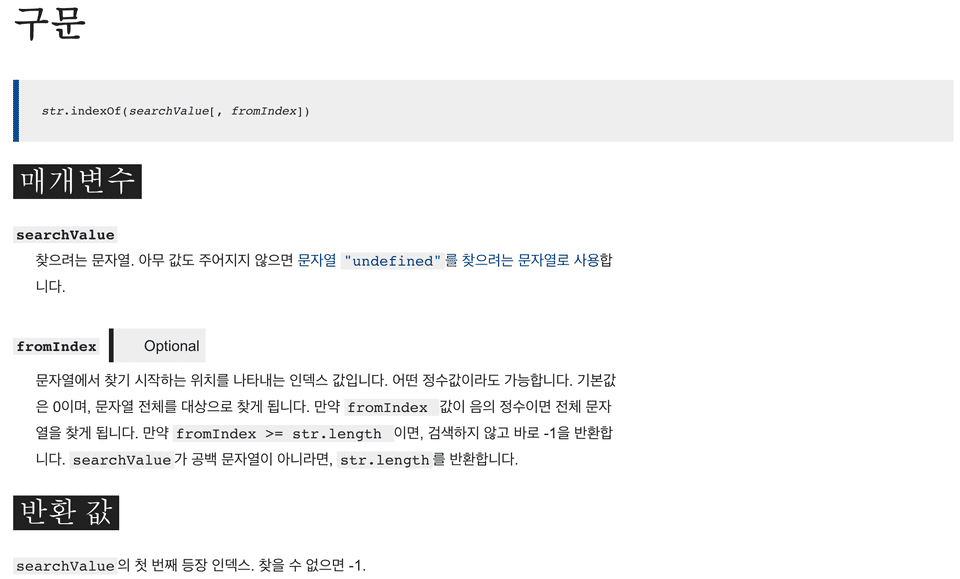 구문
str.indexOf(searchValue[, fromIndex])
매개변수
searchValue
찾으려는 문자열. 아무 값도 주어지지 않으면 문자열 "undefined"를 찾으려는 문자열로 사용합
니다.
fromIndex Optional
문자열에서 찾기 시작하는 위치를 나타내는 인덱스 값입니다. 어떤 정수값이라도 가능합니다. 기본값
은 0이며, 문자열 전체를 대상으로 찾게 됩니다. 만약 fromIndex 값이 음의 정수이면 전체 문자
열을 찾게 됩니다. 만약 fromIndex >= str.length 이면, 검색하지 않고 바로 -1을 반환합
니다. searchValue가 공백 문자열이 아니라면, str.length를 반환합니다.
반환 값
searchValue의 첫 번째 등장 인덱스. 찾을 수 없으면 -1.